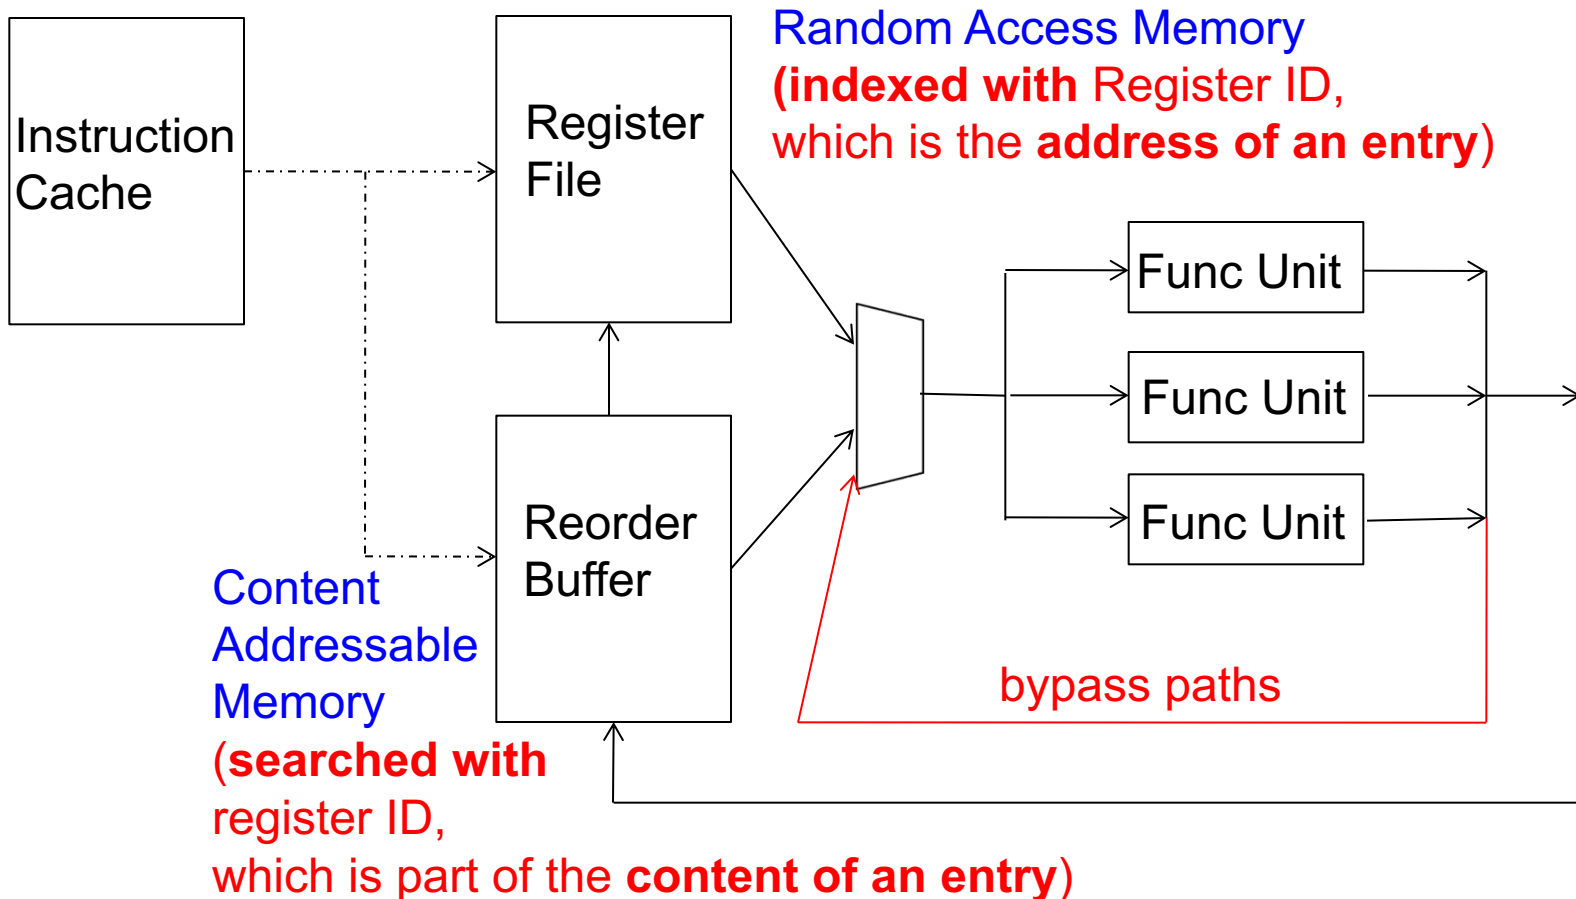 Random Access Memory
(indexed with Register ID,
which is the address of an entry)
Instruction
Cache
Register
File
Func Unit
Func Unit
Func Unit
Reorder
Buffer
Content
Addressable
Memory
(searched with
register ID,
which is part of the content of an entry)
bypass paths